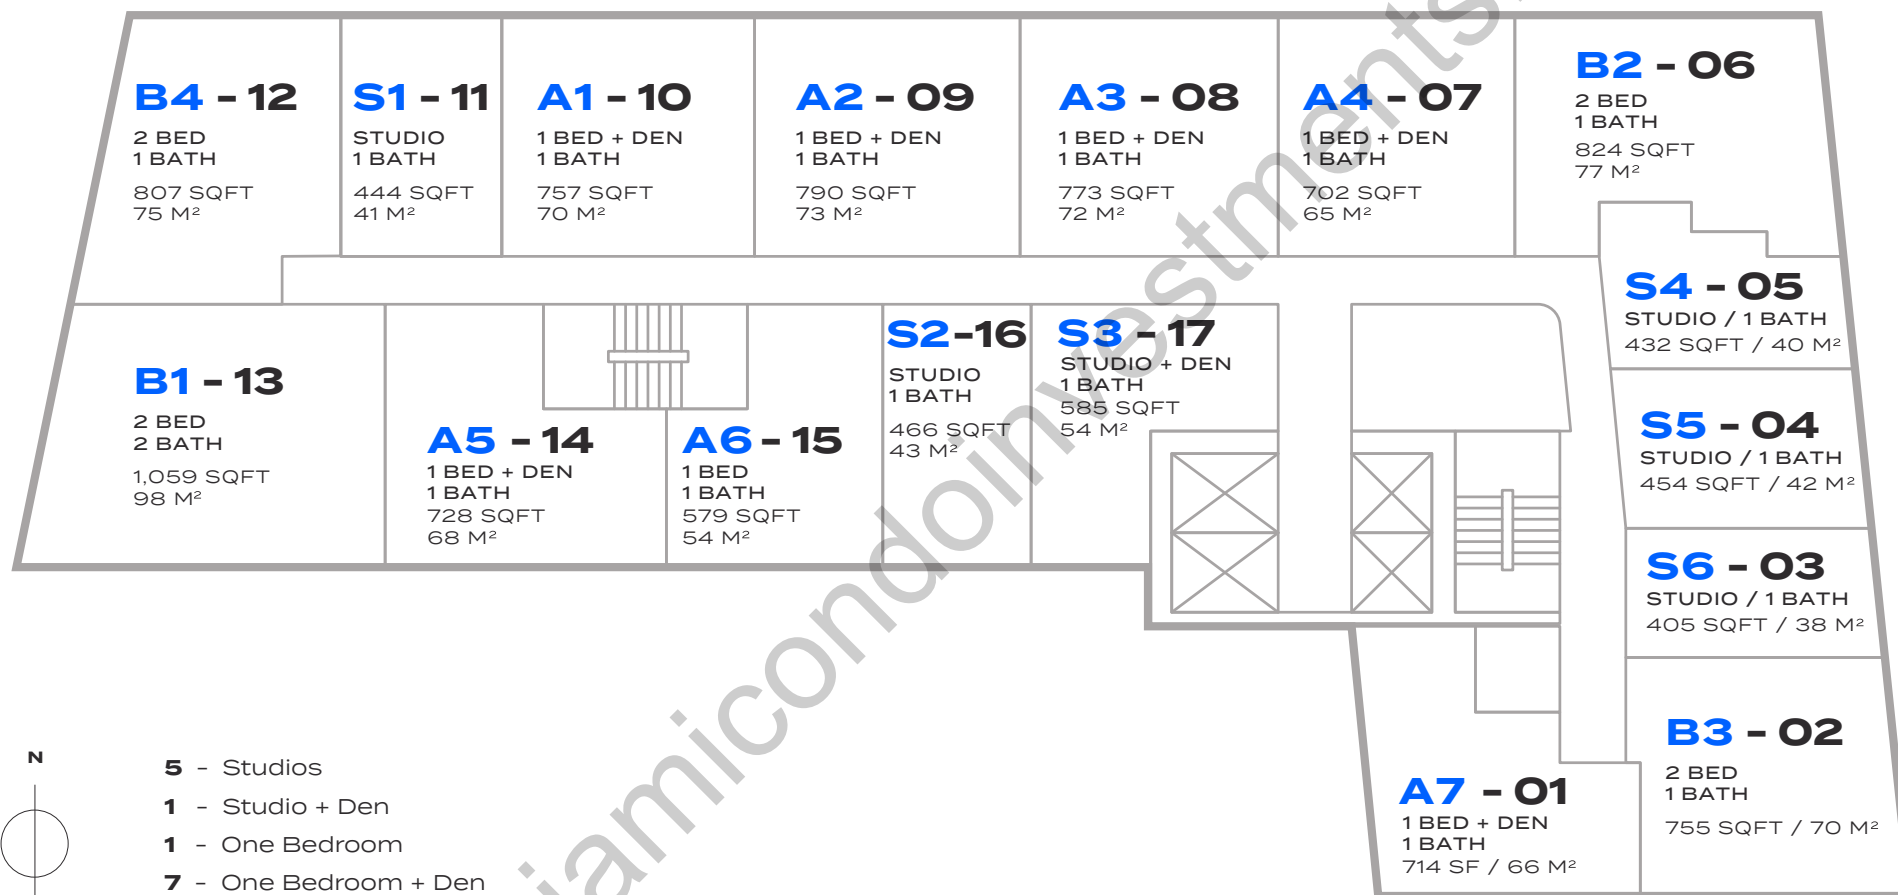 B4 - 12
2 BED
1 BATH
807 SQFT
75 M²
S1 - 11
STUDIO
1 BATH
444 SQFT
41 M²
A1 - 10
1 BED + DEN
1 BATH
757 SQFT
70 M²
A2 - 09
1 BED + DEN
1 BATH
790 SQFT
73 M²
A3 - 08
1 BED + DEN
1 BATH
773 SQFT
72 M²
A4 - 07
1 BED + DEN
1 BATH
702 SQFT
65 M²
B2 - 06
2 BED
1 BATH
824 SQFT
77 M²
S4 - 05
STUDIO / 1 BATH
432 SQFT / 40 M²
S5 - 04
STUDIO / 1 BATH
454 SQFT / 42 M²
S6 - 03
STUDIO / 1 BATH
405 SQFT / 38 M²
B3 - 02
2 BED
1 BATH
755 SQFT / 70 M²
A7 - 01
1 BED + DEN
1 BATH
714 SF / 66 M²
B1 - 13
2 BED
2 BATH
1,059 SQFT
98 M²
A5 - 14
1 BED + DEN
1 BATH
728 SQFT
68 M²
A6 - 15
1 BED
1 BATH
579 SQFT
54 M²
S2-16
STUDIO
1 BATH
466 SQFT
43 M²
S3 - 17
STUDIO + DEN
1 BATH
585 SQFT
54 M²
N
5 - Studios
1 - Studio + Den
1 - One Bedroom
7 - One Bedroom + Den
iamicondoinvestments